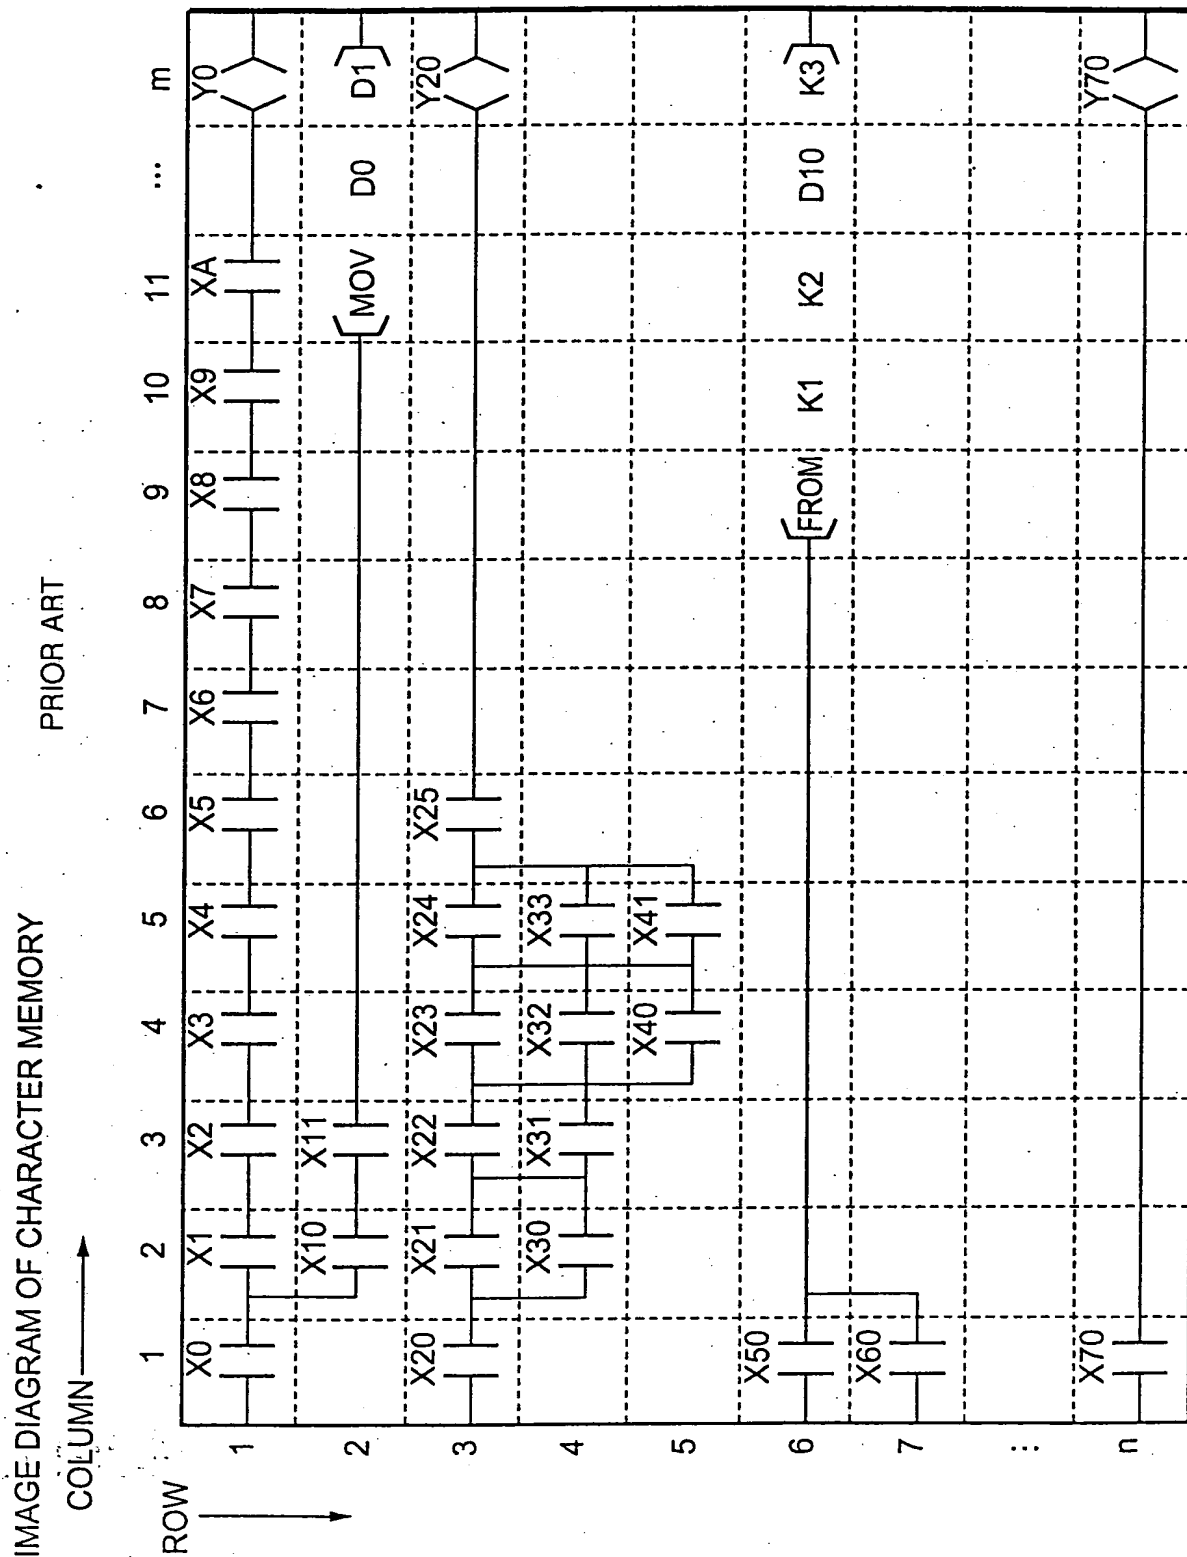 IMAGE DIAGRAM OF CHARACTER MEMORY
PRIOR ART
COLUMN
ROW
1 2 3 4 5 6 7 8 9 10 11 ... m
1 X0 X1 X2 X3 X4 X5 X6 X7 X8 X9 XA Y0
2 X10 X11 MOV D0 D1
3 X20 X21 X22 X23 X24 X25 Y20
4 X30 X31 X32 X33
5 X40 X41
6 X50 FROM K1 K2 D10 K3
7 X60
...
n X70 Y70